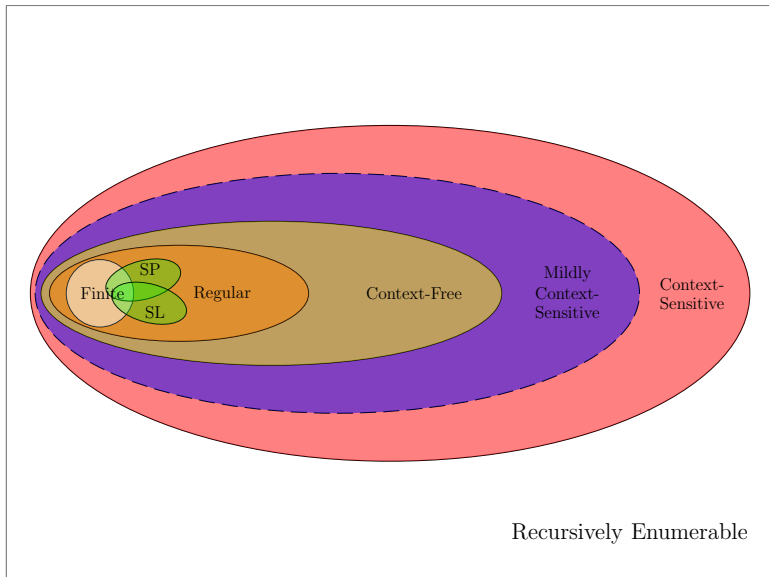 SP
Finite
SL
Regular
Context-Free
Mildly
Context-
Sensitive
Context-
Sensitive
Recursively Enumerable